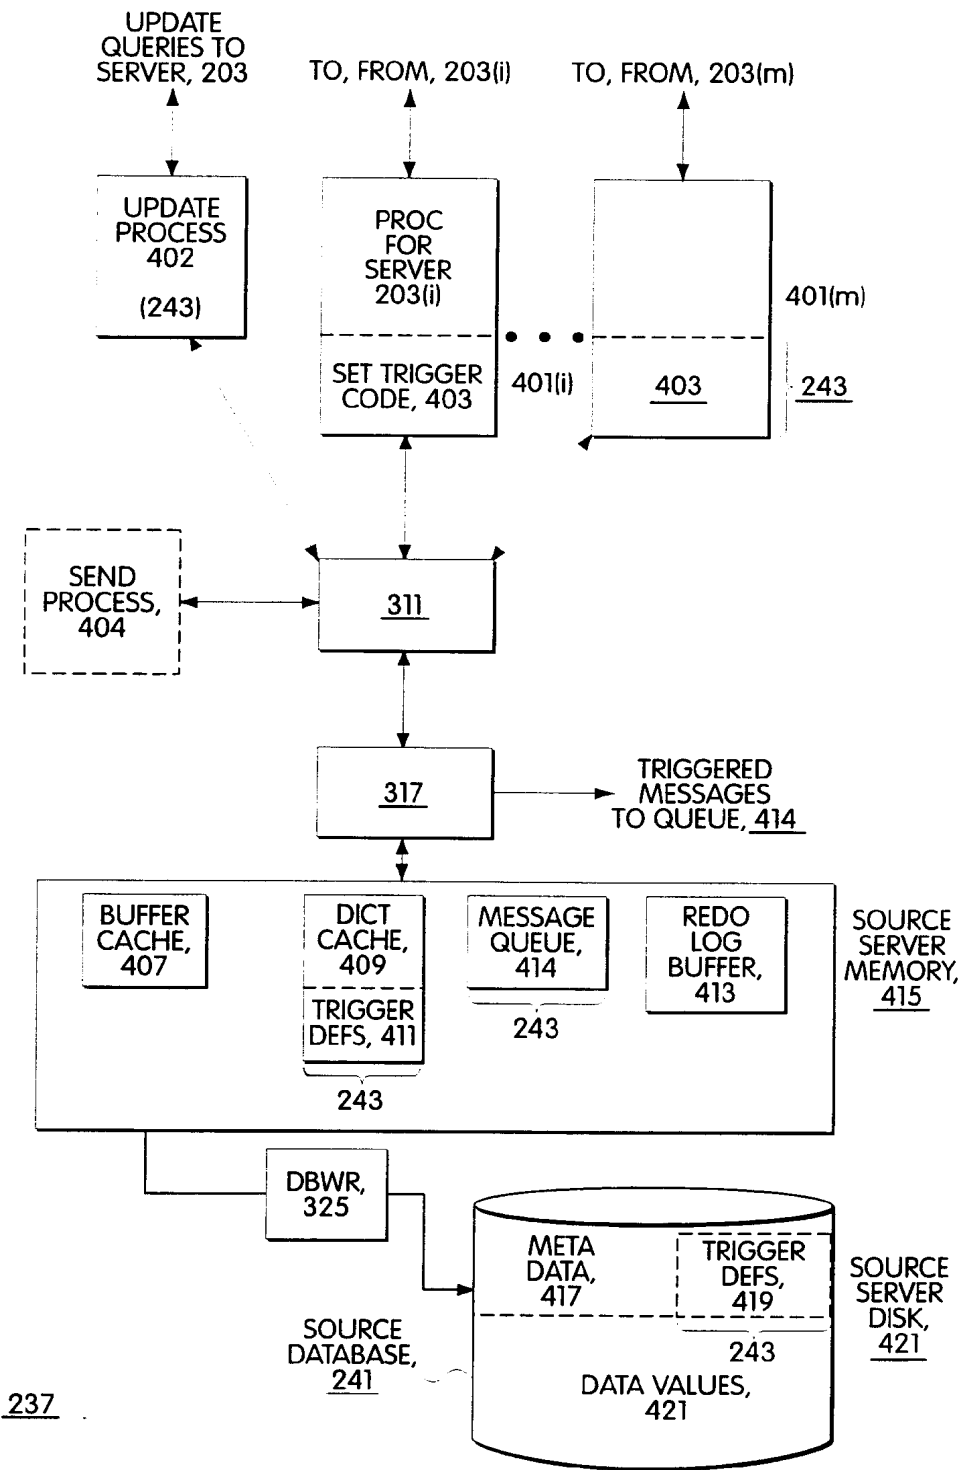 UPDATE
QUERIES TO
SERVER, 203
TO, FROM, 203(i)
TO, FROM, 203(m)
UPDATE
PROCESS
402
(243)
PROC
FOR
SERVER
203(i)
SET TRIGGER
CODE, 403
401(i)
403
401(m)
243
SEND
PROCESS,
404
311
317
TRIGGERED
MESSAGES
TO QUEUE, 414
BUFFER
CACHE,
407
DICT
CACHE,
409
TRIGGER
DEFS, 411
243
MESSAGE
QUEUE,
414
243
REDO
LOG
BUFFER,
413
SOURCE
SERVER
MEMORY,
415
DBWR,
325
META
DATA,
417
TRIGGER
DEFS,
419
243
SOURCE
SERVER
DISK,
421
SOURCE
DATABASE,
241
DATA VALUES,
421
237